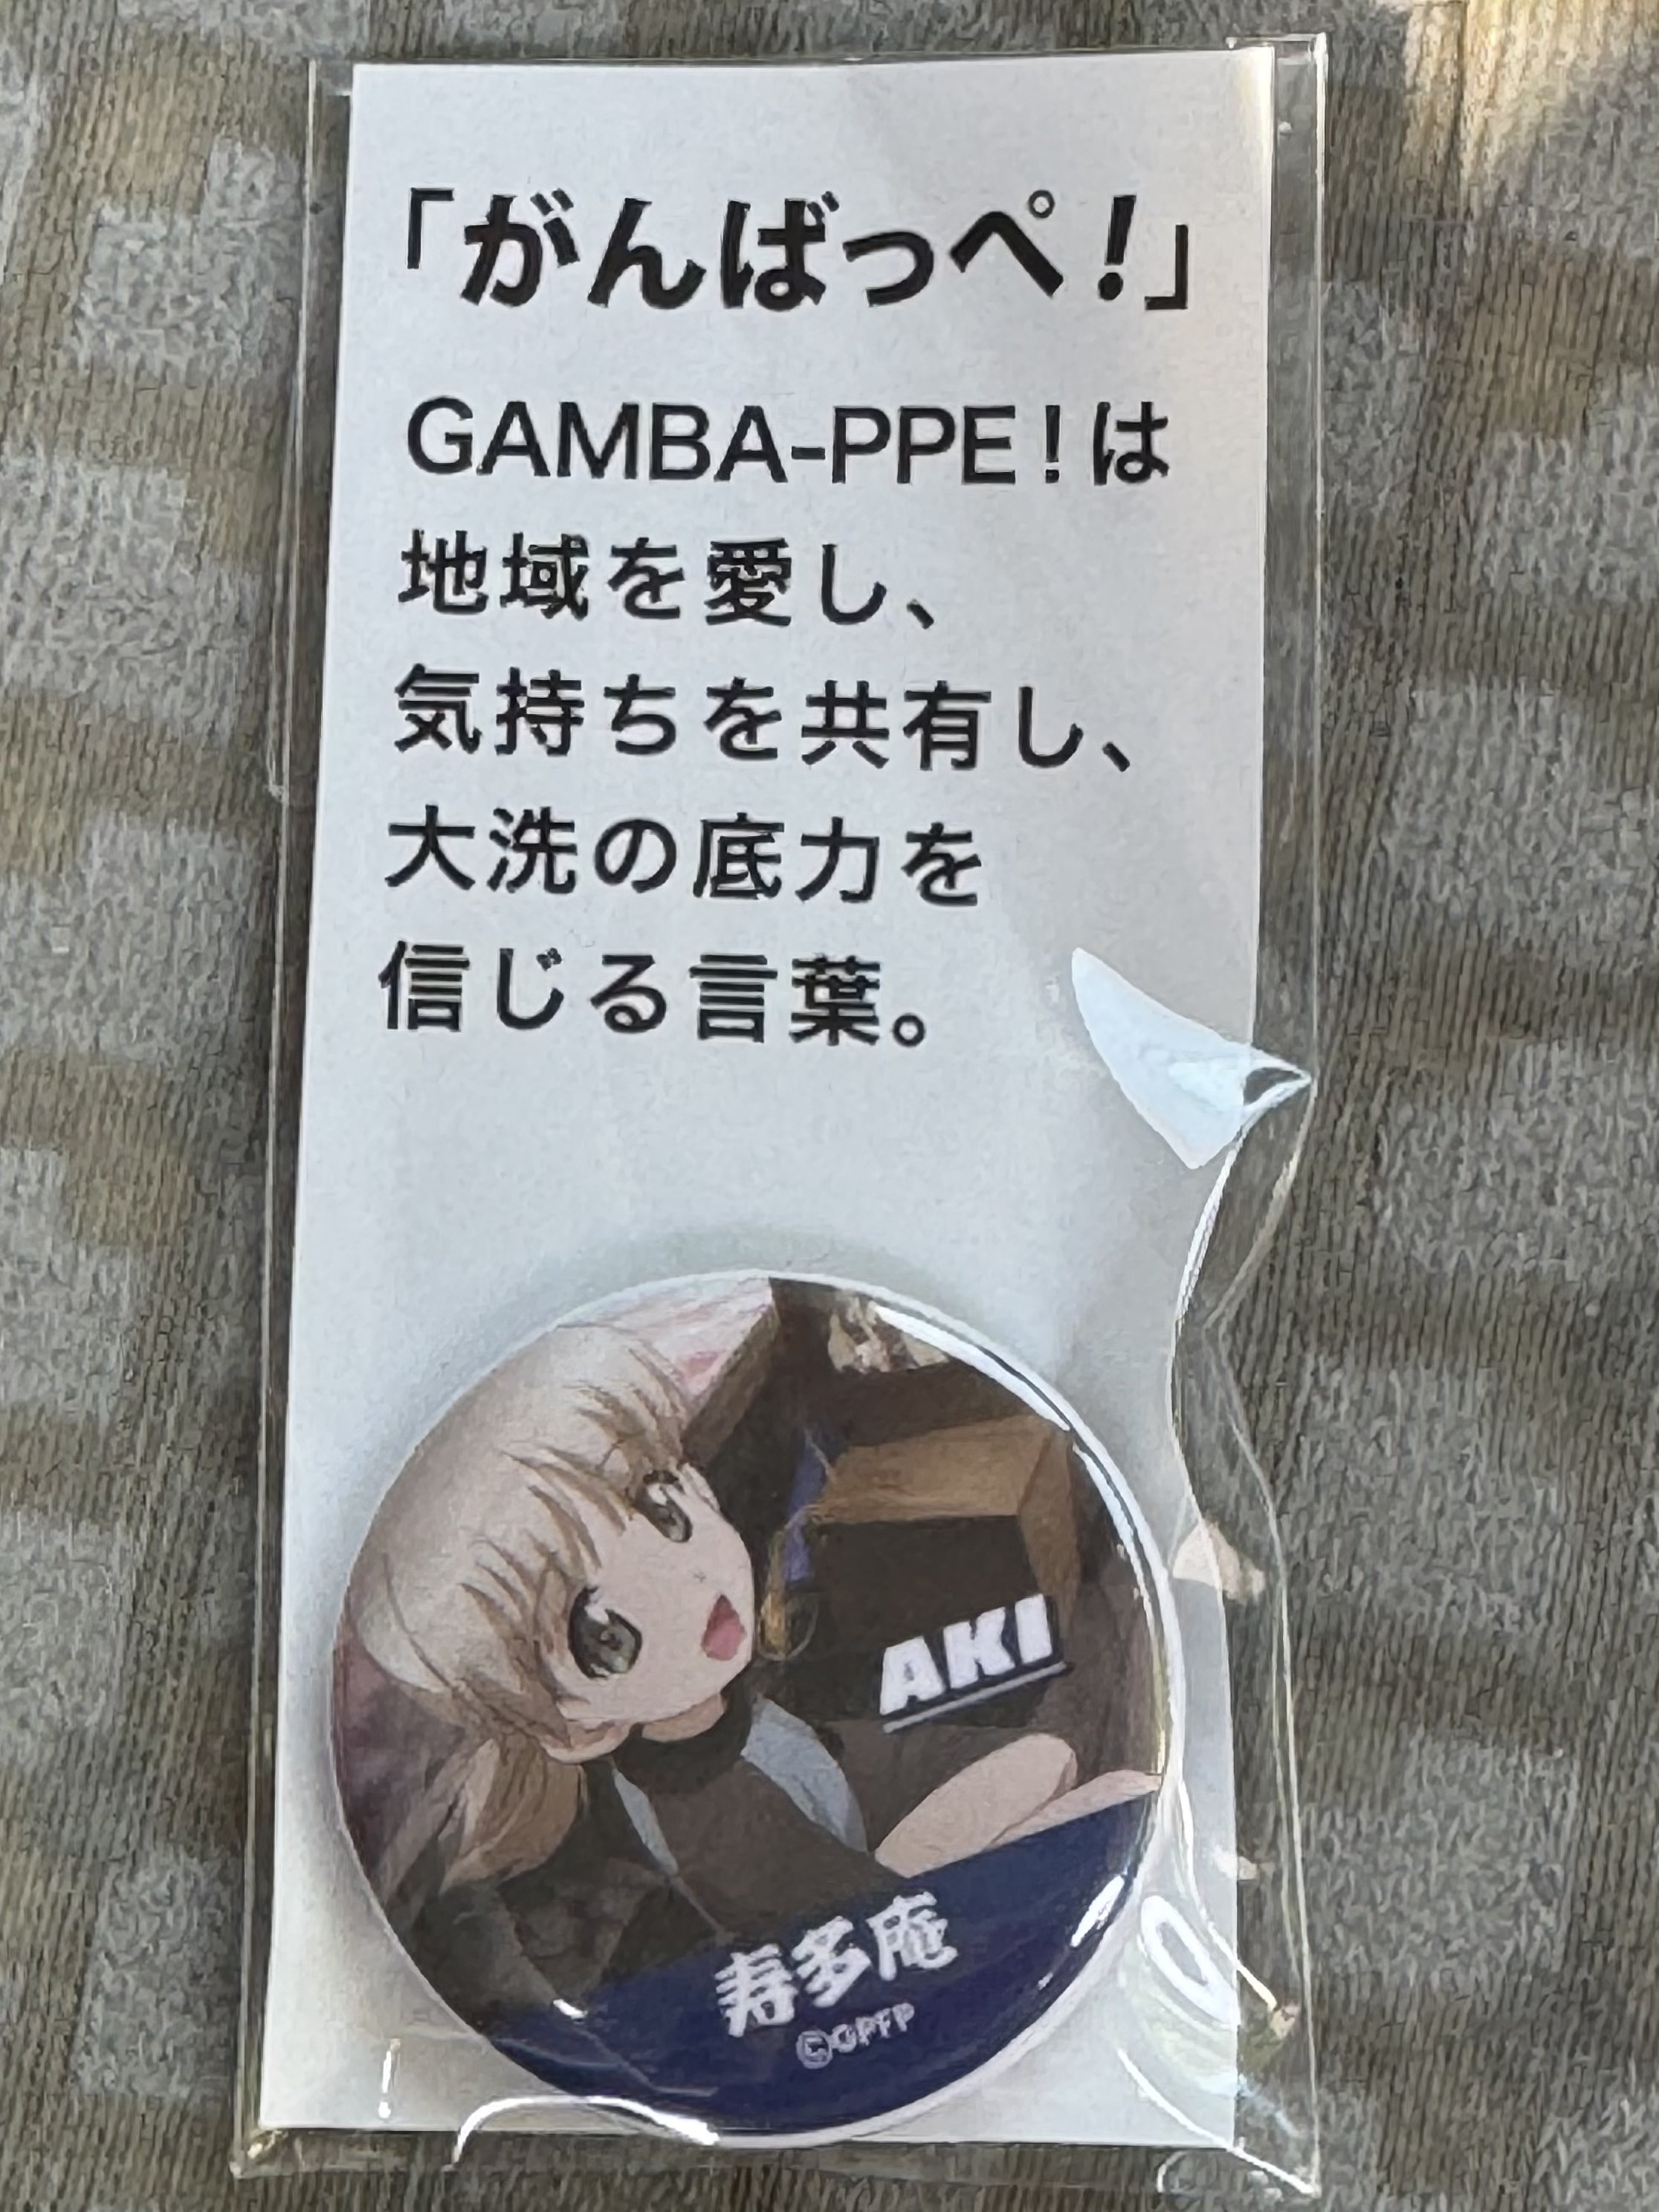 「がんばっぺ！」
GAMBA-PPE！は
地域を愛し、
気持ちを共有し、
大洗の底力を
信じる言葉。
AKI
寿多庵
©GPFP